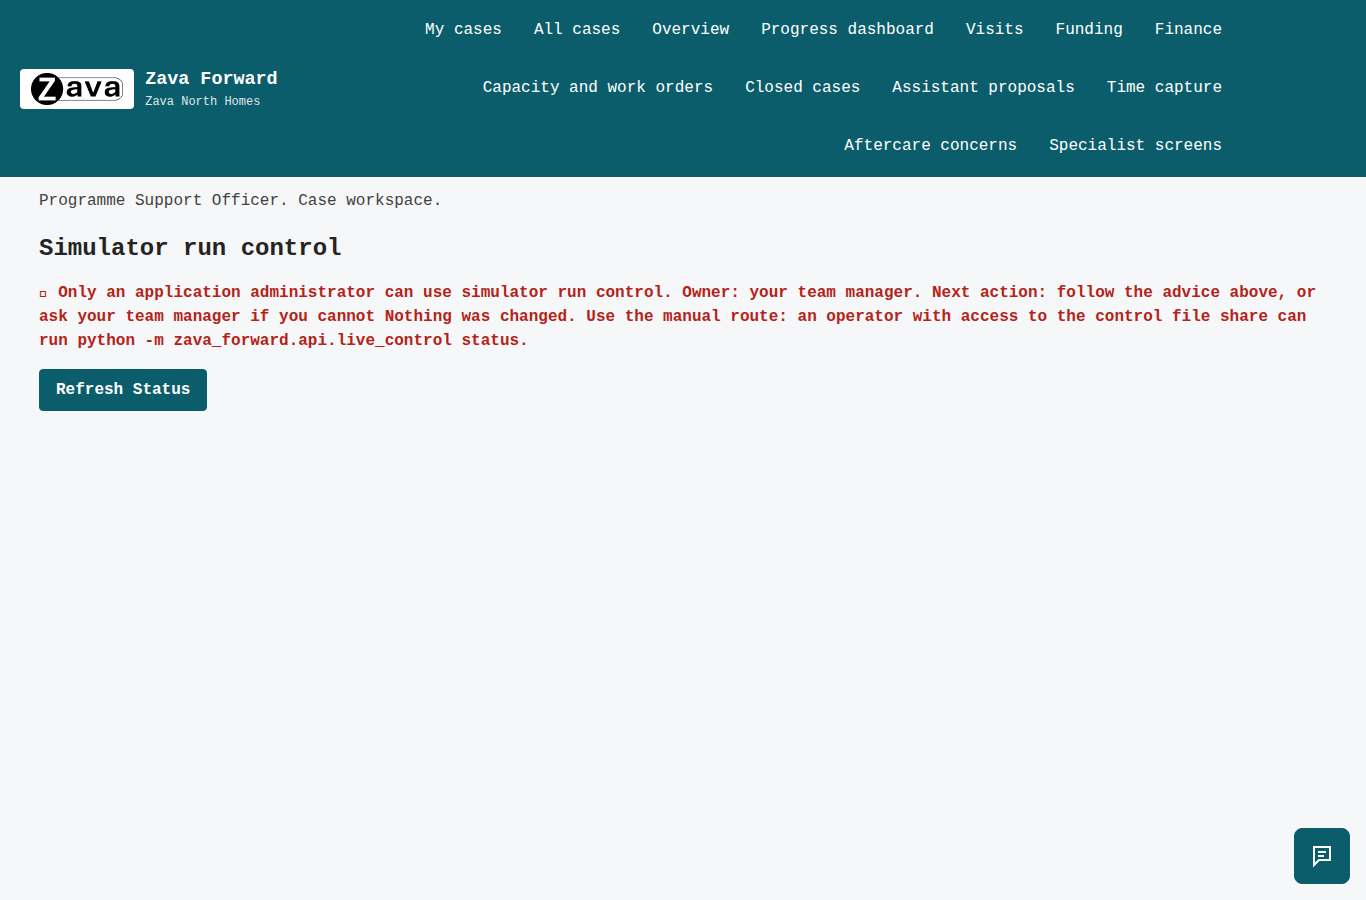 My cases All cases Overview Progress dashboard Visits Funding Finance
Zava
Zava Forward
Zava North Homes
Capacity and work orders Closed cases Assistant proposals Time capture
Aftercare concerns Specialist screens
Programme Support Officer. Case workspace.
Simulator run control
Only an application administrator can use simulator run control. Owner: your team manager. Next action: follow the advice above, or
ask your team manager if you cannot Nothing was changed. Use the manual route: an operator with access to the control file share can
run python -m zava_forward.api.live_control status.
Refresh Status